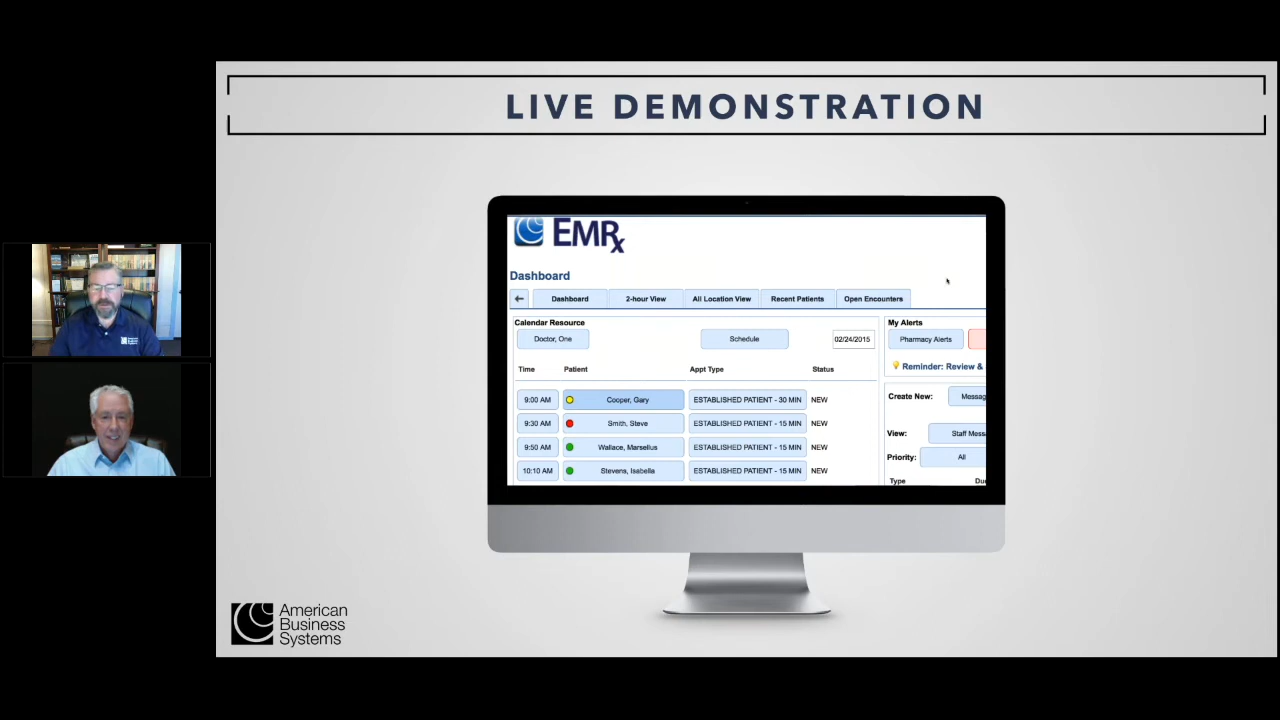 LIVE DEMONSTRATION
EMRx
Dashboard
Dashboard 2-hour View All Location View Recent Patients Open Encounters
Calendar Resource My Alerts
Doctor, One Schedule 02/24/2015 Pharmacy Alerts
Reminder: Review &
Time Patient Appt Type Status
9:00 AM Cooper, Gary ESTABLISHED PATIENT - 30 MIN NEW Create New: Messag
9:30 AM Smith, Steve ESTABLISHED PATIENT - 15 MIN NEW
View: Staff Mess
9:50 AM Wallace, Marsellus ESTABLISHED PATIENT - 15 MIN NEW
Priority: All
10:10 AM Stevens, Isabella ESTABLISHED PATIENT - 15 MIN NEW
Type Du
American
Business
Systems